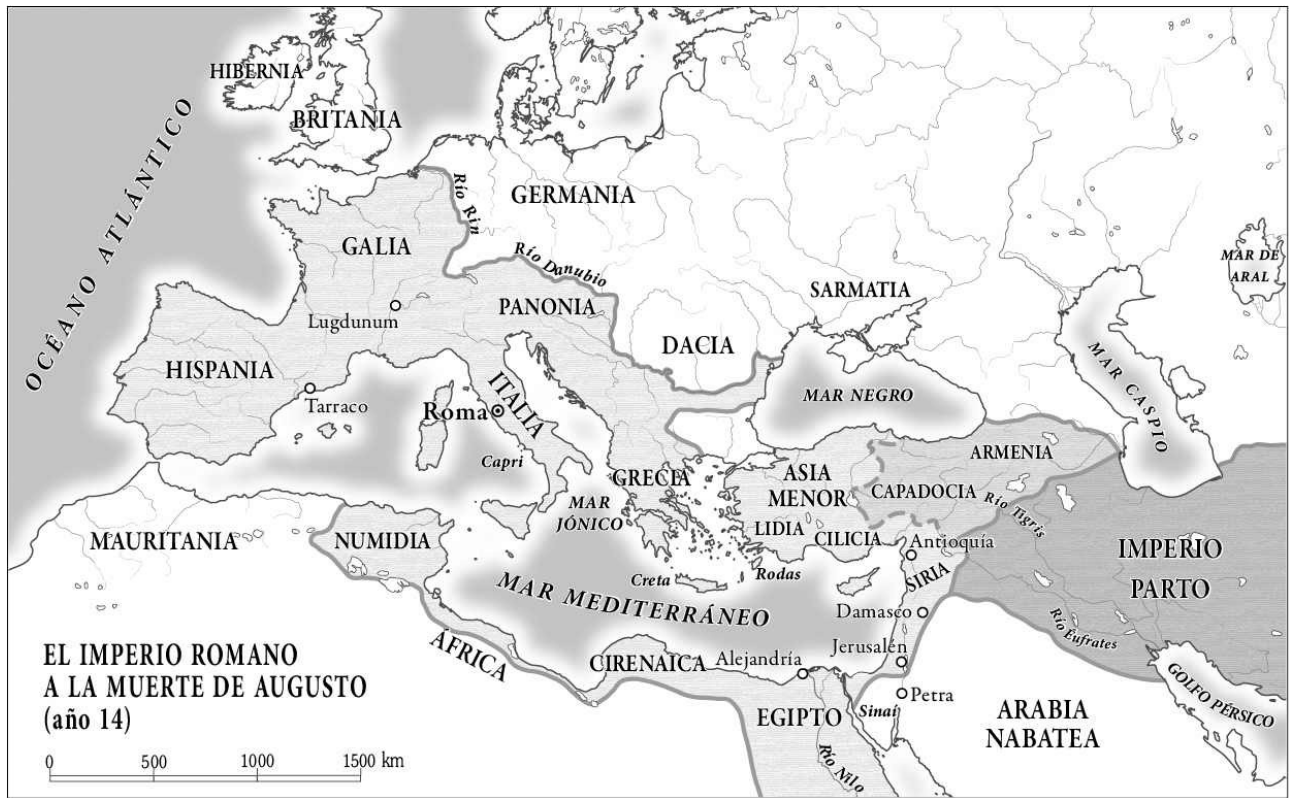 HIBERNIA
BRITANIA
OCÉANO ATLÁNTICO
GERMANIA
Río Rin
GALIA
Río Danubio
MAR DE
ARAL
SARMATIA
PANONIA
Lugdunum
DACIA
MAR CASPIO
HISPANIA
ITALIA
MAR NEGRO
Tarraco
Roma
Capri
ARMENIA
GRECIA
ASIA
MENOR
CAPADOCIA
MAR
JÓNICO
Río Tigris
LIDIA
CILICIA
MAURITANIA
NUMIDIA
Antioquía
IMPERIO
PARTO
SIRIA
Creta
Rodas
MAR MEDITERRÁNEO
Damasco
Río Éufrates
Jerusalén
ÁFRICA
CIRENAICA
Alejandría
Petra
GOLFO PÉRSICO
Sinaí
EGIPTO
ARABIA
NABATEA
Río Nilo
EL IMPERIO ROMANO
A LA MUERTE DE AUGUSTO
(año 14)
0 500 1000 1500 km